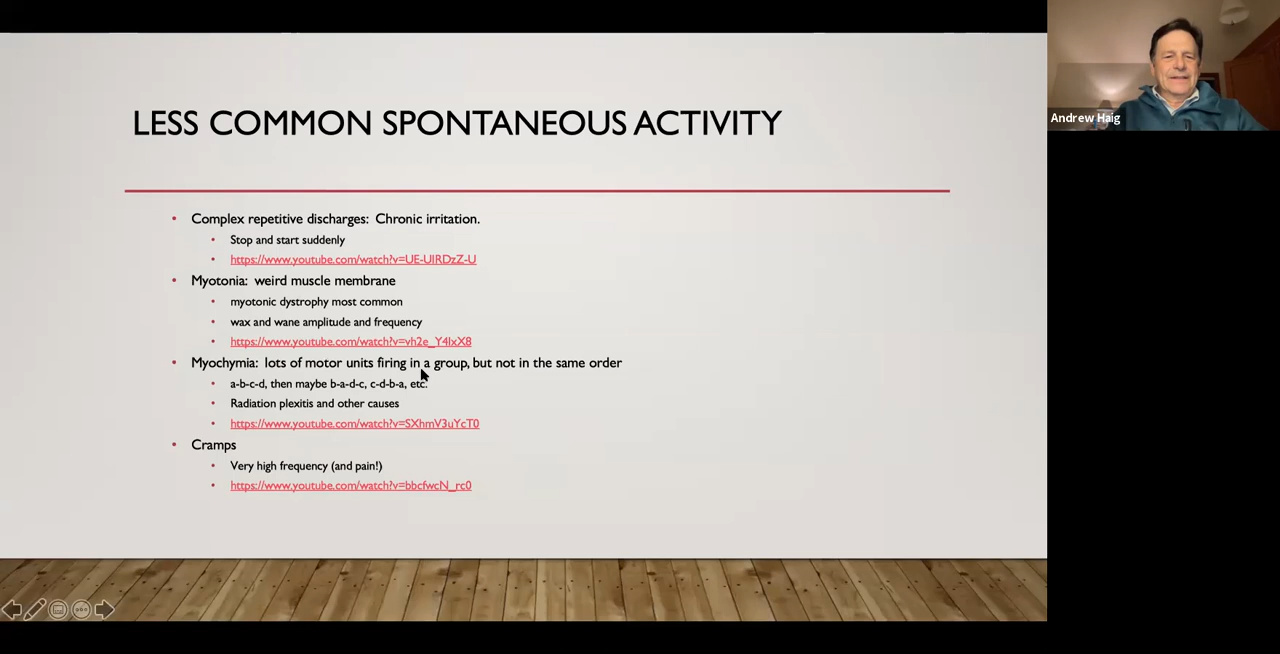 LESS COMMON SPONTANEOUS ACTIVITY
Complex repetitive discharges: Chronic irritation.
Stop and start suddenly
https://www.youtube.com/watch?v=UE-UlRDzZ-U
Myotonia: weird muscle membrane
myotonic dystrophy most common
wax and wane amplitude and frequency
https://www.youtube.com/watch?v=vh2e_Y4IxX8
Myochymia: lots of motor units firing in a group, but not in the same order
a-b-c-d, then maybe b-a-d-c, c-d-b-a, etc.
Radiation plexitis and other causes
https://www.youtube.com/watch?v=SXhmV3uYcT0
Cramps
Very high frequency (and pain!)
https://www.youtube.com/watch?v=bbcfwcN_rc0
Andrew Haig